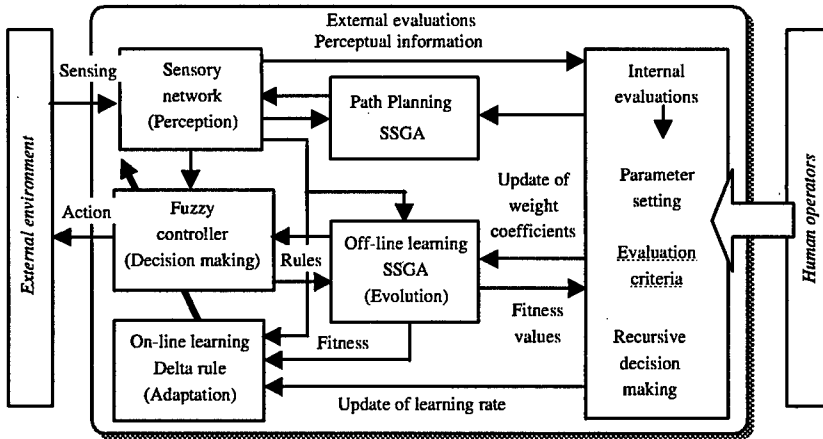 External environment
Sensing
Action
Sensory
network
(Perception)
External evaluations
Perceptual information
Path Planning
SSGA
Fuzzy
controller
(Decision making)
Rules
Off-line learning
SSGA
(Evolution)
Update of
weight
coefficients
Fitness
values
On-line learning
Delta rule
(Adaptation)
Fitness
Update of learning rate
Internal
evaluations
Parameter
setting
Evaluation
criteria
Recursive
decision
making
Human operators